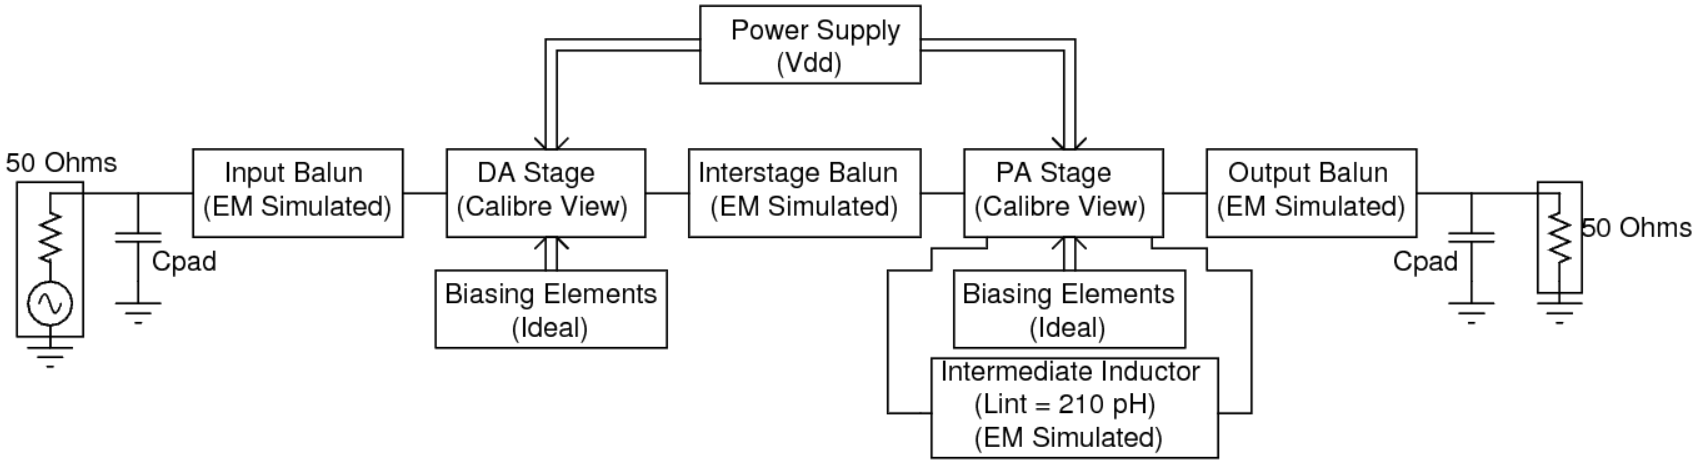 Power Supply
(Vdd)
50 Ohms
Input Balun
(EM Simulated)
DA Stage
(Calibre View)
Interstage Balun
(EM Simulated)
PA Stage
(Calibre View)
Output Balun
(EM Simulated)
50 Ohms
Cpad
Cpad
Biasing Elements
(Ideal)
Biasing Elements
(Ideal)
Intermediate Inductor
(Lint = 210 pH)
(EM Simulated)